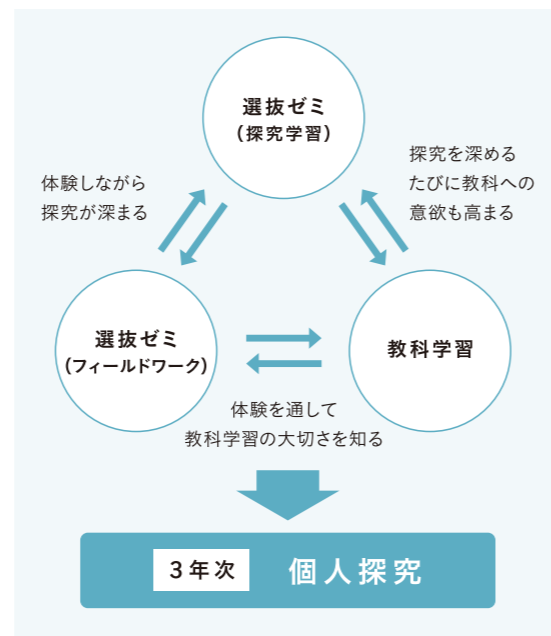 選抜ゼミ
(探究学習)
体験しながら
探究が深まる
探究を深める
たびに教科への
意欲も高まる
選抜ゼミ
(フィールドワーク)
教科学習
体験を通して
教科学習の大切さを知る
3年次 個人探究